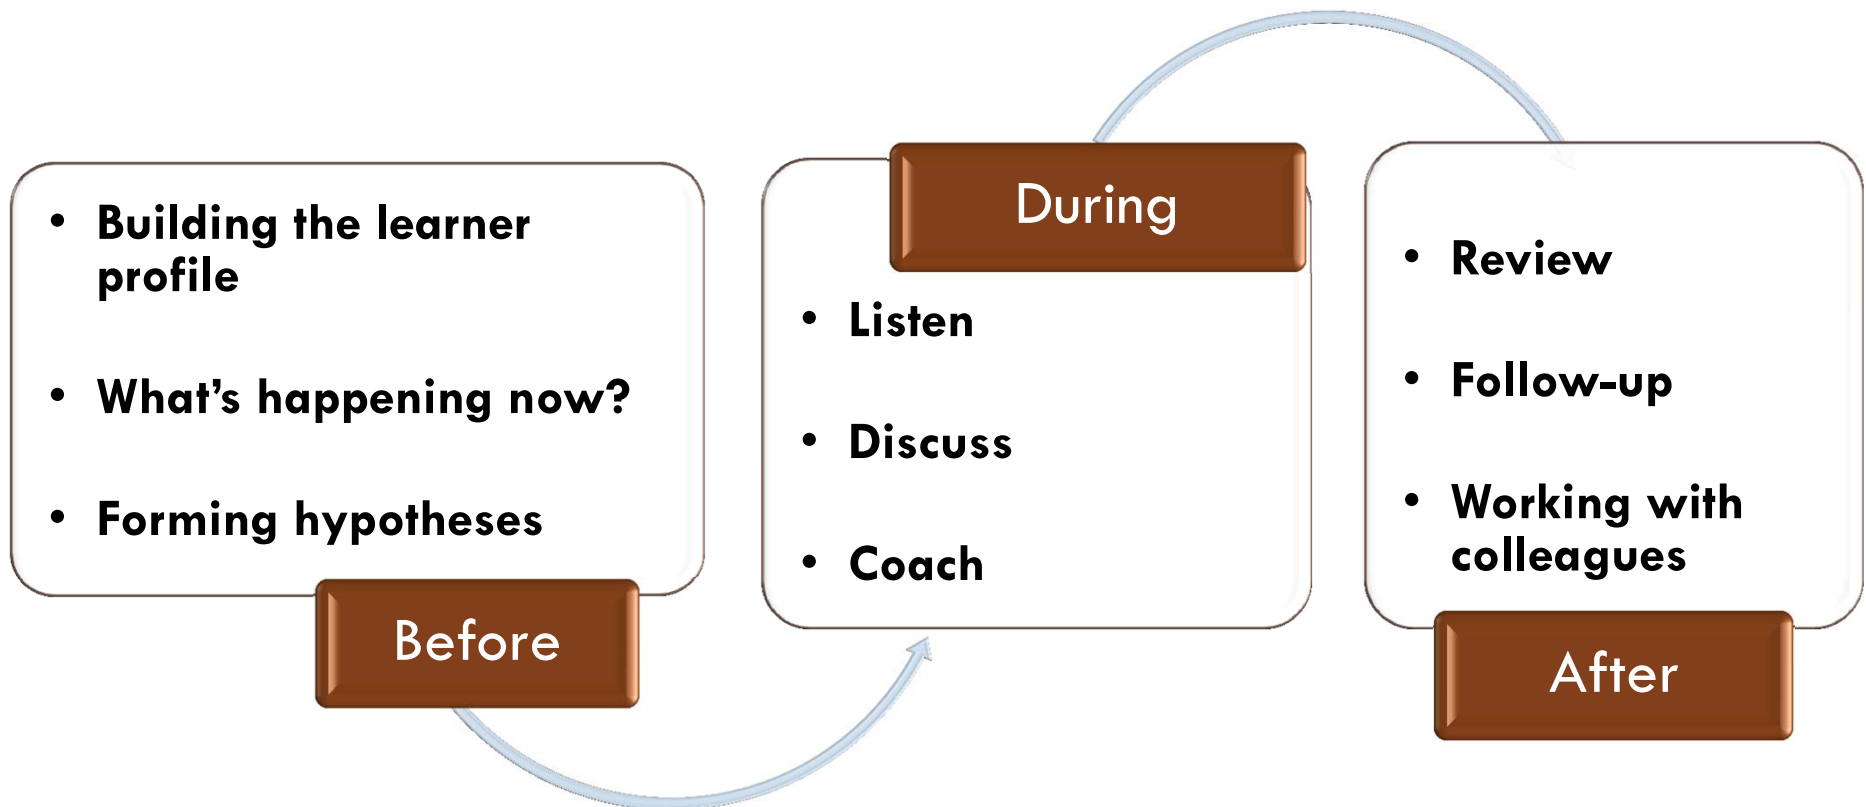 • Building the learner
profile
• What’s happening now?
• Forming hypotheses
Before
During
• Listen
• Discuss
• Coach
• Review
• Follow-up
• Working with
colleagues
After